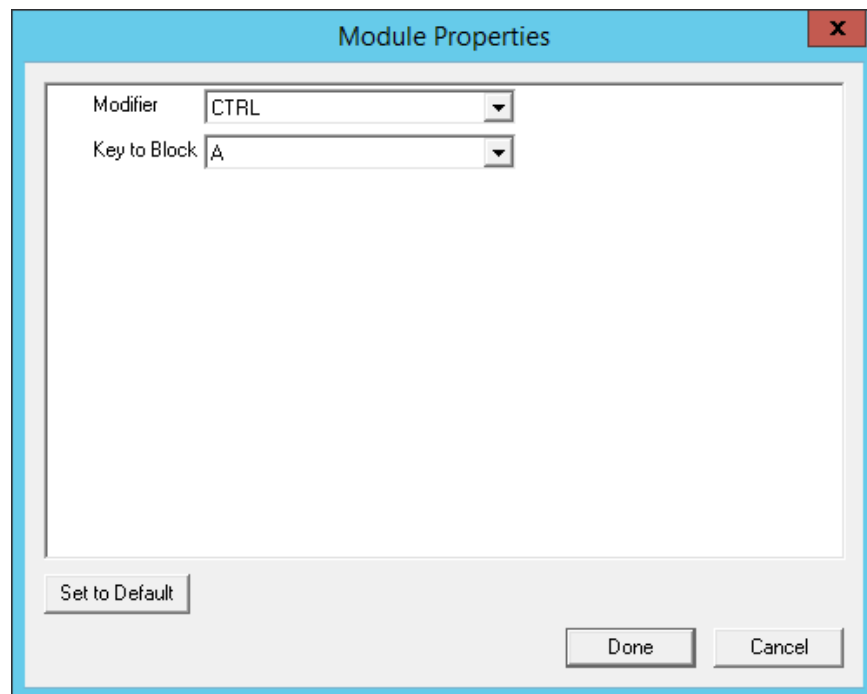 Module Properties
x
Modifier CTRL
Key to Block A
Set to Default
Done Cancel